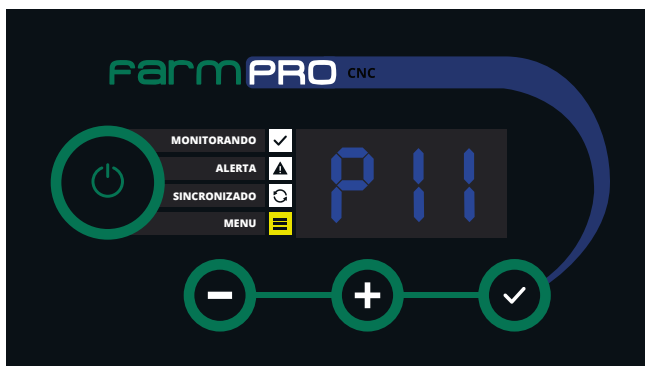 farmPRO CNC
MONITORANDO
ALERTA
SINCRONIZADO
MENU
P11